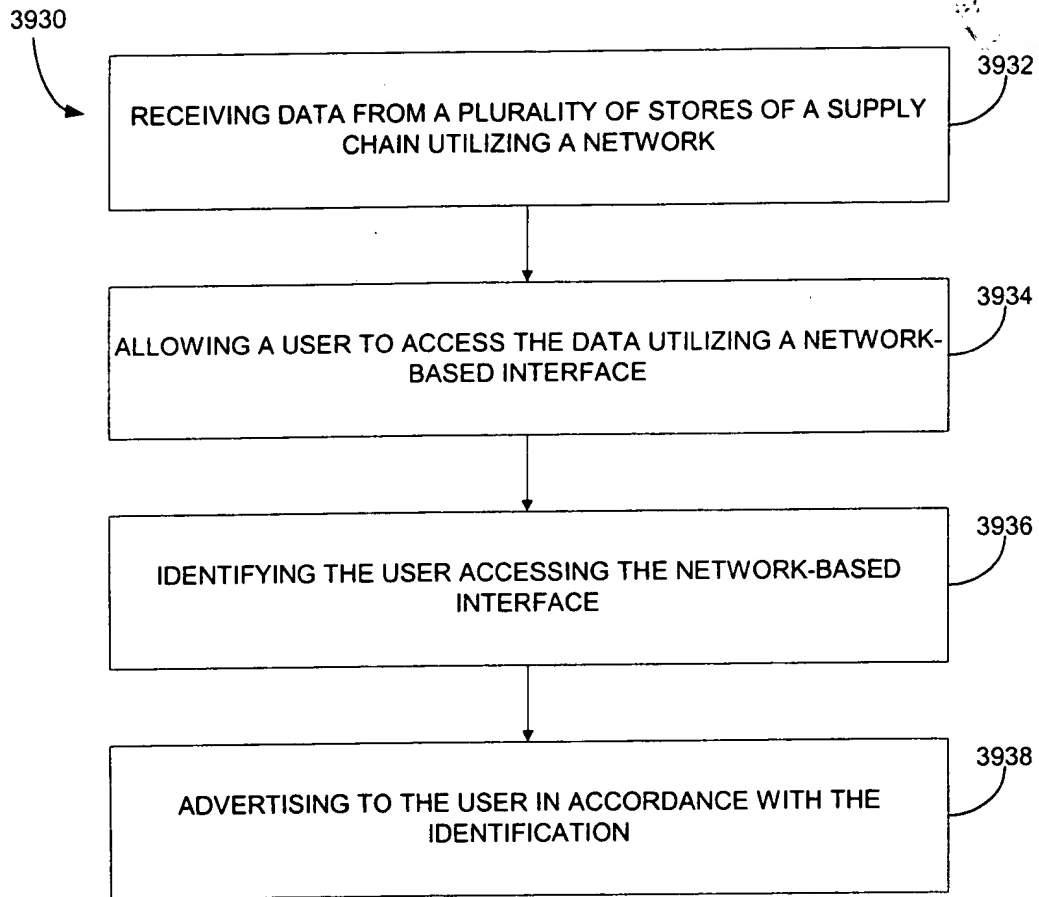 3930
3932
RECEIVING DATA FROM A PLURALITY OF STORES OF A SUPPLY
CHAIN UTILIZING A NETWORK
3934
ALLOWING A USER TO ACCESS THE DATA UTILIZING A NETWORK-
BASED INTERFACE
3936
IDENTIFYING THE USER ACCESSING THE NETWORK-BASED
INTERFACE
3938
ADVERTISING TO THE USER IN ACCORDANCE WITH THE
IDENTIFICATION